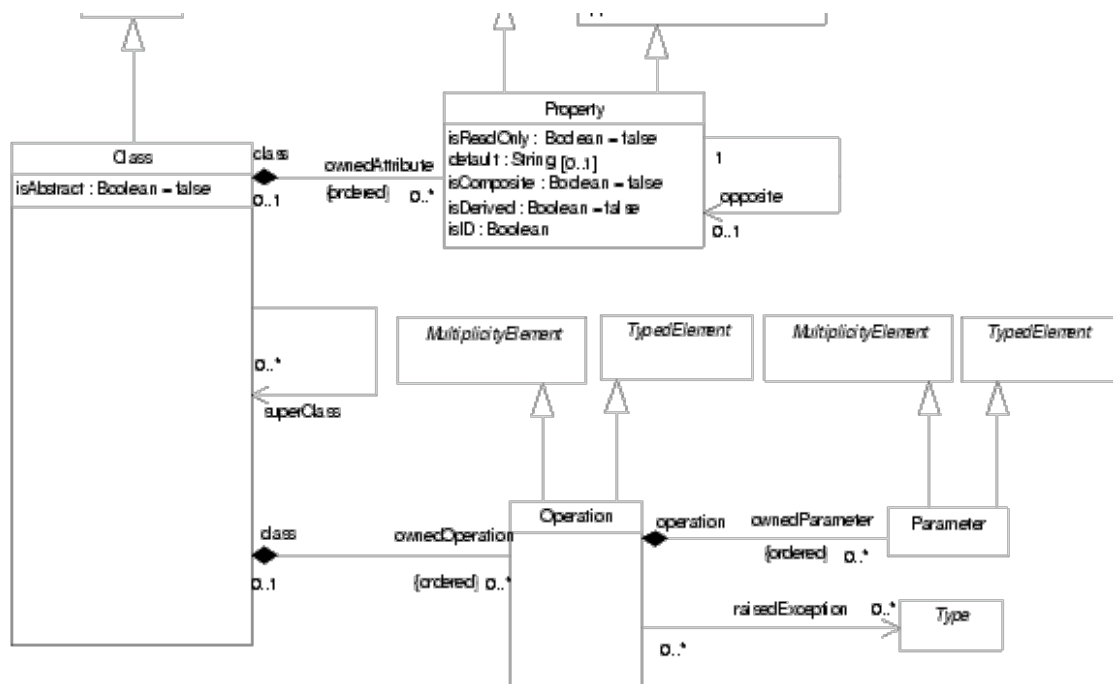 Property
isReadOnly : Boolean = false
default : String [0..1]
isComposite : Boolean = false
isDerived : Boolean = false
isID : Boolean
Class
isAbstract : Boolean = false
class
0..1
ownedAttribute
{ordered} 0..*
1
opposite
0..1
0..*
superClass
MultiplicityElement
TypedElement
MultiplicityElement
TypedElement
class
0..1
ownedOperation
{ordered} 0..*
Operation
operation
ownedParameter
{ordered} 0..*
Parameter
raisedException 0..*
0..*
Type